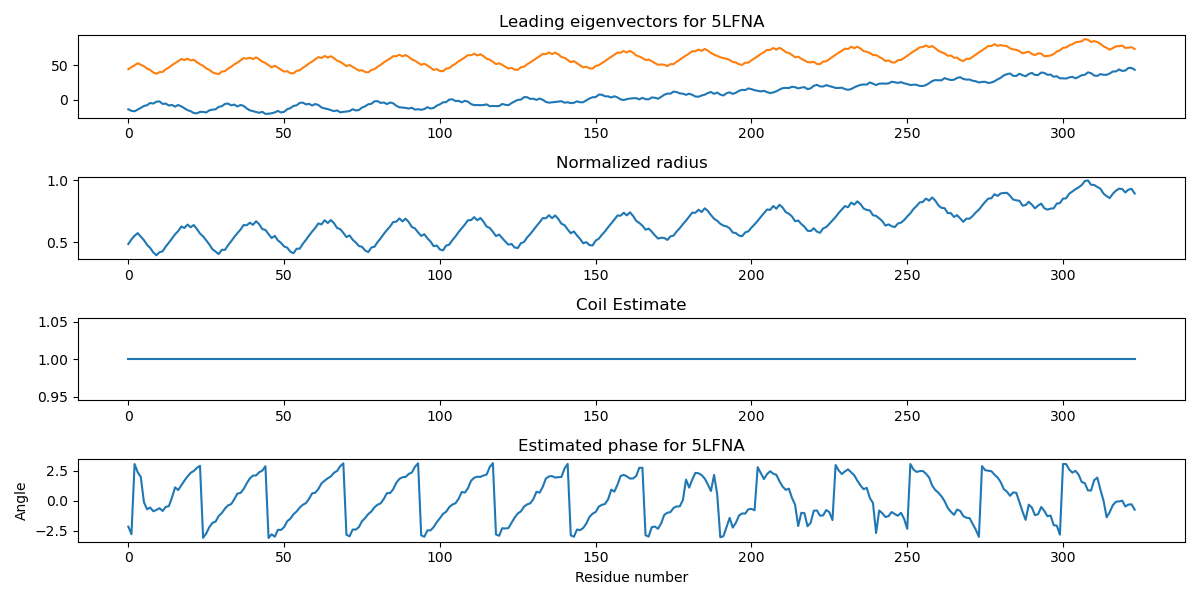 Leading eigenvectors for 5LFNA
50
0
0 50 100 150 200 250 300
Normalized radius
1.0
0.5
0 50 100 150 200 250 300
Coil Estimate
1.05
1.00
0.95
0 50 100 150 200 250 300
Estimated phase for 5LFNA
Angle
2.5
0.0
−2.5
0 50 100 150 200 250 300
Residue number